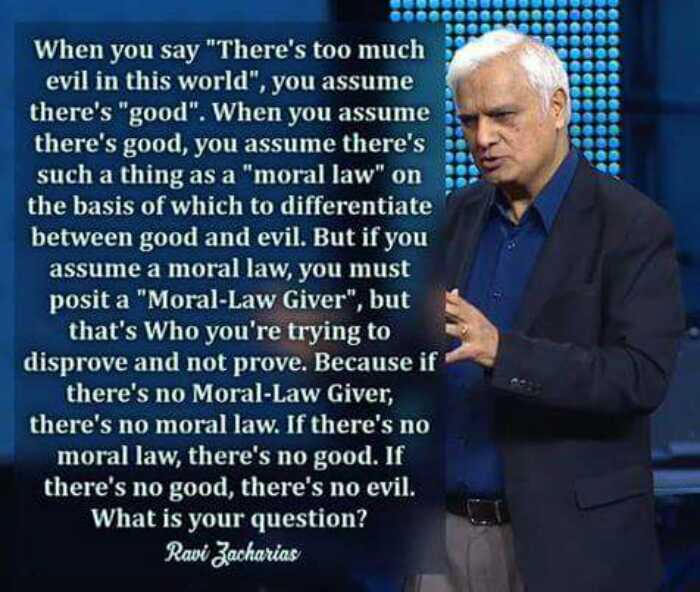 When you say "There's too much
evil in this world", you assume
there's "good". When you assume
there's good, you assume there's
such a thing as a "moral law" on
the basis of which to differentiate
between good and evil. But if you
assume a moral law, you must
posit a "Moral-Law Giver", but
that's Who you're trying to
disprove and not prove. Because if
there's no Moral-Law Giver,
there's no moral law. If there's no
moral law, there's no good. If
there's no good, there's no evil.
What is your question?
Ravi Zacharias